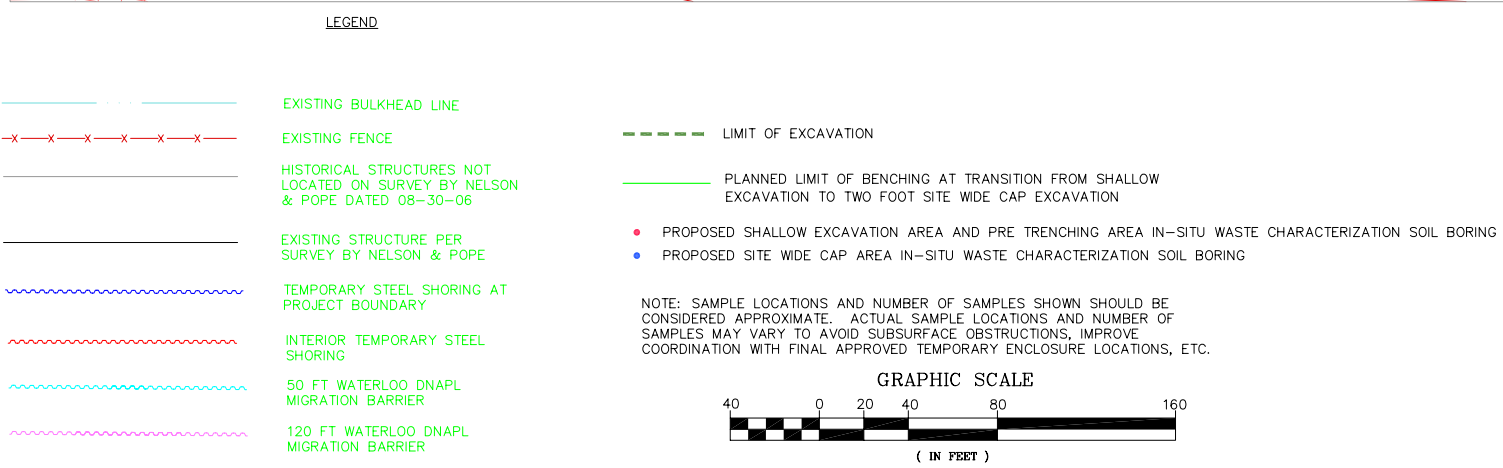 LEGEND
EXISTING BULKHEAD LINE
EXISTING FENCE
HISTORICAL STRUCTURES NOT
LOCATED ON SURVEY BY NELSON
& POPE DATED 08-30-06
EXISTING STRUCTURE PER
SURVEY BY NELSON & POPE
TEMPORARY STEEL SHORING AT
PROJECT BOUNDARY
INTERIOR TEMPORARY STEEL
SHORING
50 FT WATERLOO DNAPL
MIGRATION BARRIER
120 FT WATERLOO DNAPL
MIGRATION BARRIER
LIMIT OF EXCAVATION
PLANNED LIMIT OF BENCHING AT TRANSITION FROM SHALLOW
EXCAVATION TO TWO FOOT SITE WIDE CAP EXCAVATION
PROPOSED SHALLOW EXCAVATION AREA AND PRE TRENCHING AREA IN-SITU WASTE CHARACTERIZATION SOIL BORING
PROPOSED SITE WIDE CAP AREA IN-SITU WASTE CHARACTERIZATION SOIL BORING
NOTE: SAMPLE LOCATIONS AND NUMBER OF SAMPLES SHOWN SHOULD BE
CONSIDERED APPROXIMATE. ACTUAL SAMPLE LOCATIONS AND NUMBER OF
SAMPLES MAY VARY TO AVOID SUBSURFACE OBSTRUCTIONS, IMPROVE
COORDINATION WITH FINAL APPROVED TEMPORARY ENCLOSURE LOCATIONS, ETC.
GRAPHIC SCALE
40 0 20 40 80 160
( IN FEET )